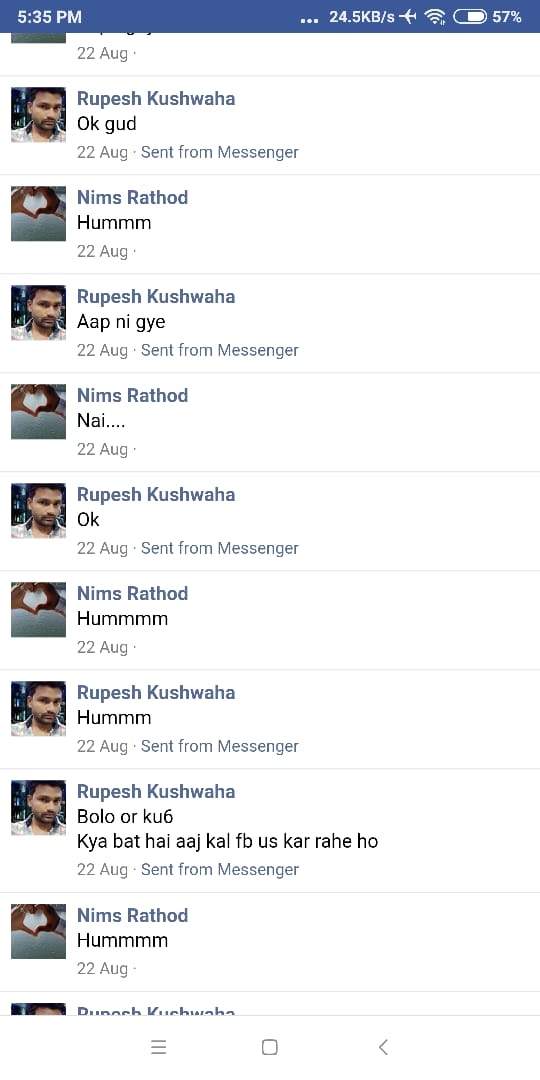 5:35 PM ... 24.5KB/s 57%
22 Aug ·
Rupesh Kushwaha
Ok gud
22 Aug · Sent from Messenger
Nims Rathod
Hummm
22 Aug ·
Rupesh Kushwaha
Aap ni gye
22 Aug · Sent from Messenger
Nims Rathod
Nai....
22 Aug ·
Rupesh Kushwaha
Ok
22 Aug · Sent from Messenger
Nims Rathod
Hummmm
22 Aug ·
Rupesh Kushwaha
Hummm
22 Aug · Sent from Messenger
Rupesh Kushwaha
Bolo or ku6
Kya bat hai aaj kal fb us kar rahe ho
22 Aug · Sent from Messenger
Nims Rathod
Hummmm
22 Aug ·
Rupesh Kushwaha